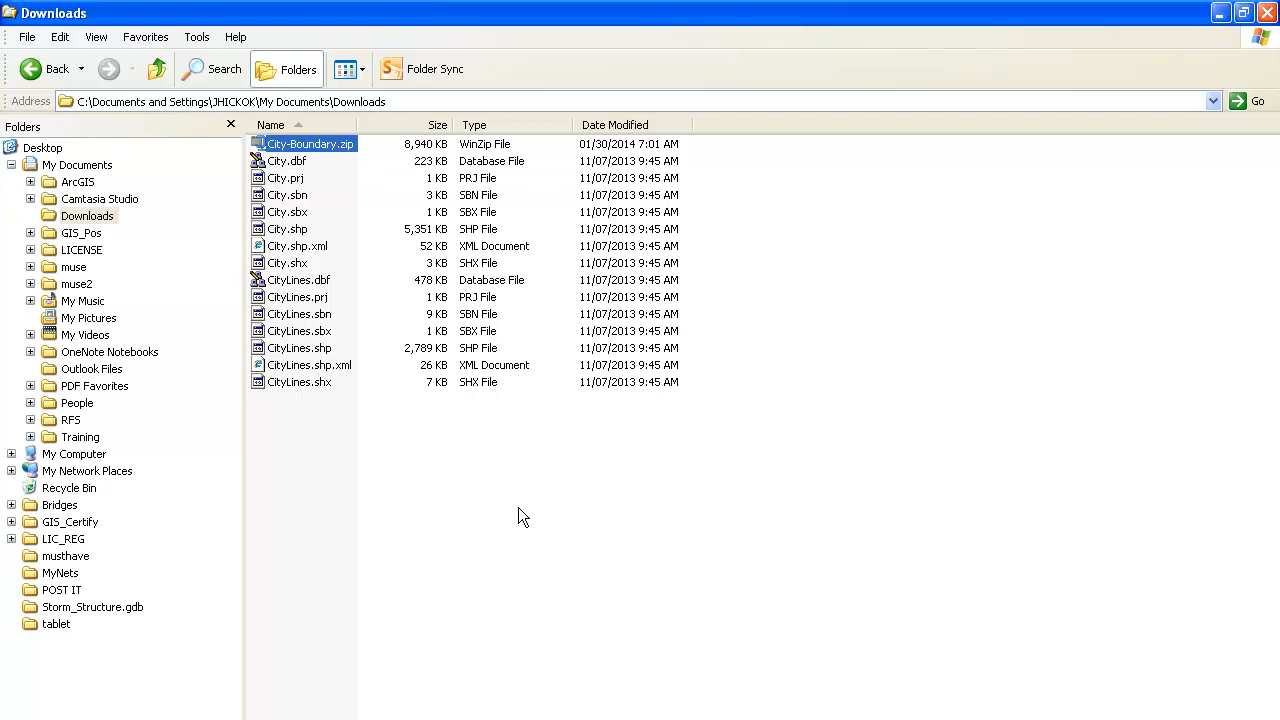 Downloads
File Edit View Favorites Tools Help
Back Search Folders Folder Sync
Address C:\Documents and Settings\JHICKOK\My Documents\Downloads Go
Folders
Name Size Type Date Modified
City-Boundary.zip 8,940 KB WinZip File 01/30/2014 7:01 AM
City.dbf 223 KB Database File 11/07/2013 9:45 AM
City.prj 1 KB PRJ File 11/07/2013 9:45 AM
City.sbn 3 KB SBN File 11/07/2013 9:45 AM
City.sbx 1 KB SBX File 11/07/2013 9:45 AM
City.shp 5,351 KB SHP File 11/07/2013 9:45 AM
City.shp.xml 52 KB XML Document 11/07/2013 9:45 AM
City.shx 3 KB SHX File 11/07/2013 9:45 AM
CityLines.dbf 478 KB Database File 11/07/2013 9:45 AM
CityLines.prj 1 KB PRJ File 11/07/2013 9:45 AM
CityLines.sbn 9 KB SBN File 11/07/2013 9:45 AM
CityLines.sbx 1 KB SBX File 11/07/2013 9:45 AM
CityLines.shp 2,789 KB SHP File 11/07/2013 9:45 AM
CityLines.shp.xml 26 KB XML Document 11/07/2013 9:45 AM
CityLines.shx 7 KB SHX File 11/07/2013 9:45 AM
Desktop
My Documents
ArcGIS
Camtasia Studio
Downloads
GIS_Pos
LICENSE
muse
muse2
My Music
My Pictures
My Videos
OneNote Notebooks
Outlook Files
PDF Favorites
People
RFS
Training
My Computer
My Network Places
Recycle Bin
Bridges
GIS_Certify
LIC_REG
musthave
MyNets
POST IT
Storm_Structure.gdb
tablet